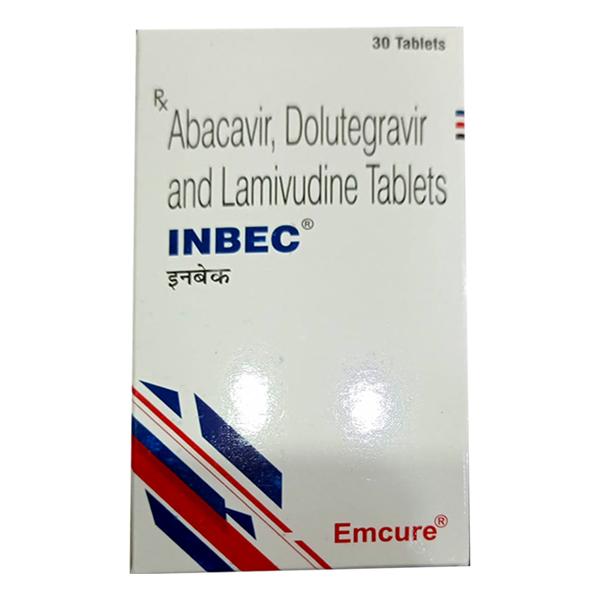 30 Tablets
Rx
Abacavir, Dolutegravir
and Lamivudine Tablets
INBEC®
इनबेक
Emcure®